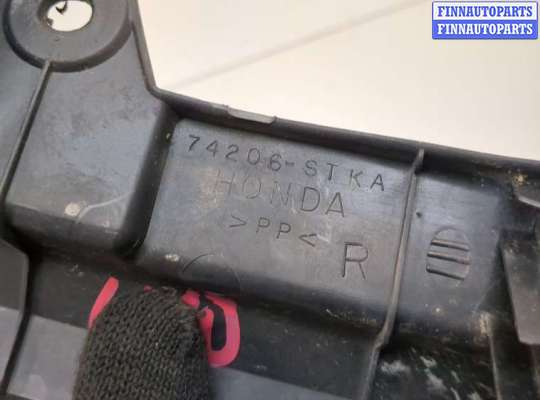 FINNAUTOPARTS
FINNAUTOPARTS
74206-STKA
HONDA
>PP<
R